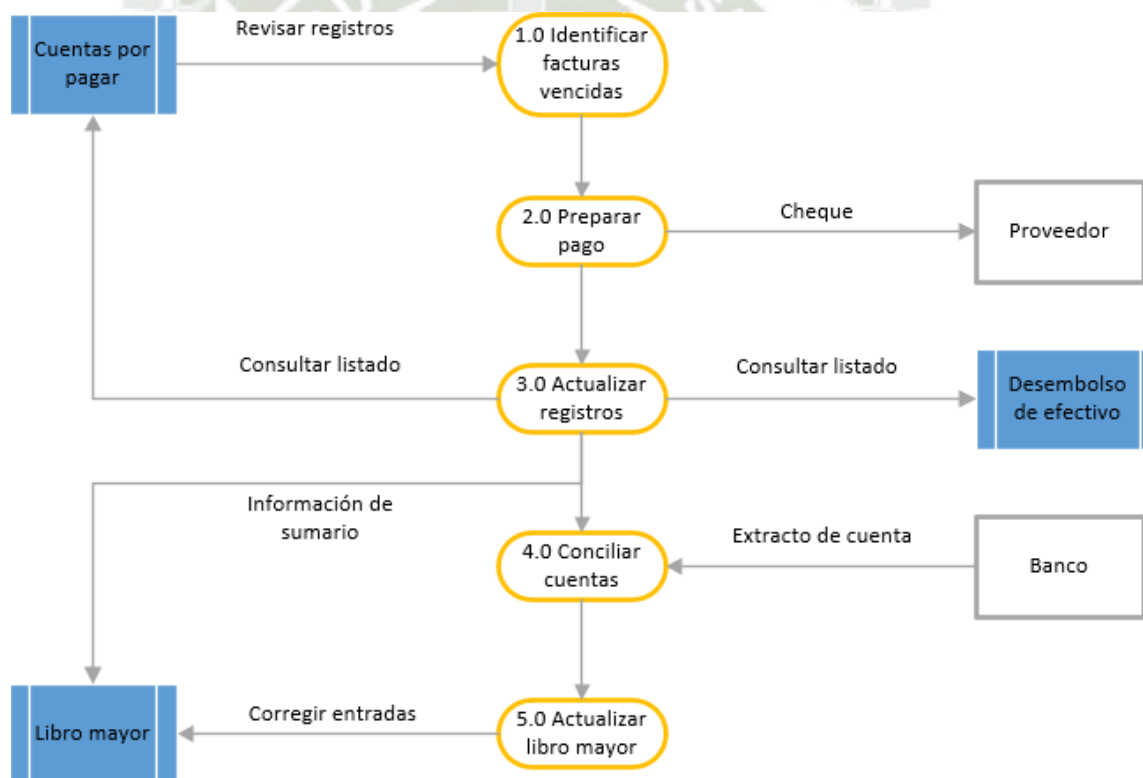 Cuentas por
pagar
Revisar registros
1.0 Identificar
facturas
vencidas
2.0 Preparar
pago
Cheque
Proveedor
Consultar listado
3.0 Actualizar
registros
Consultar listado
Desembolso
de efectivo
Información de
sumario
4.0 Conciliar
cuentas
Extracto de cuenta
Banco
Libro mayor
Corregir entradas
5.0 Actualizar
libro mayor